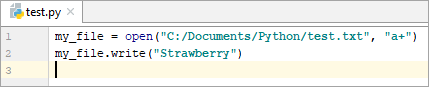 test.py ×
1 my_file = open("C:/Documents/Python/test.txt", "a+")
2 my_file.write("Strawberry")
3